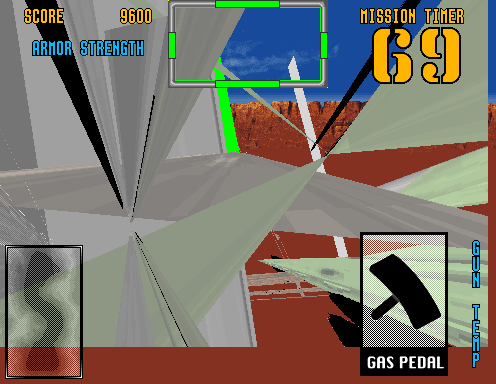 SCORE 9600
MISSION TIMER
ARMOR STRENGTH
69
GUN TEMP
GAS PEDAL